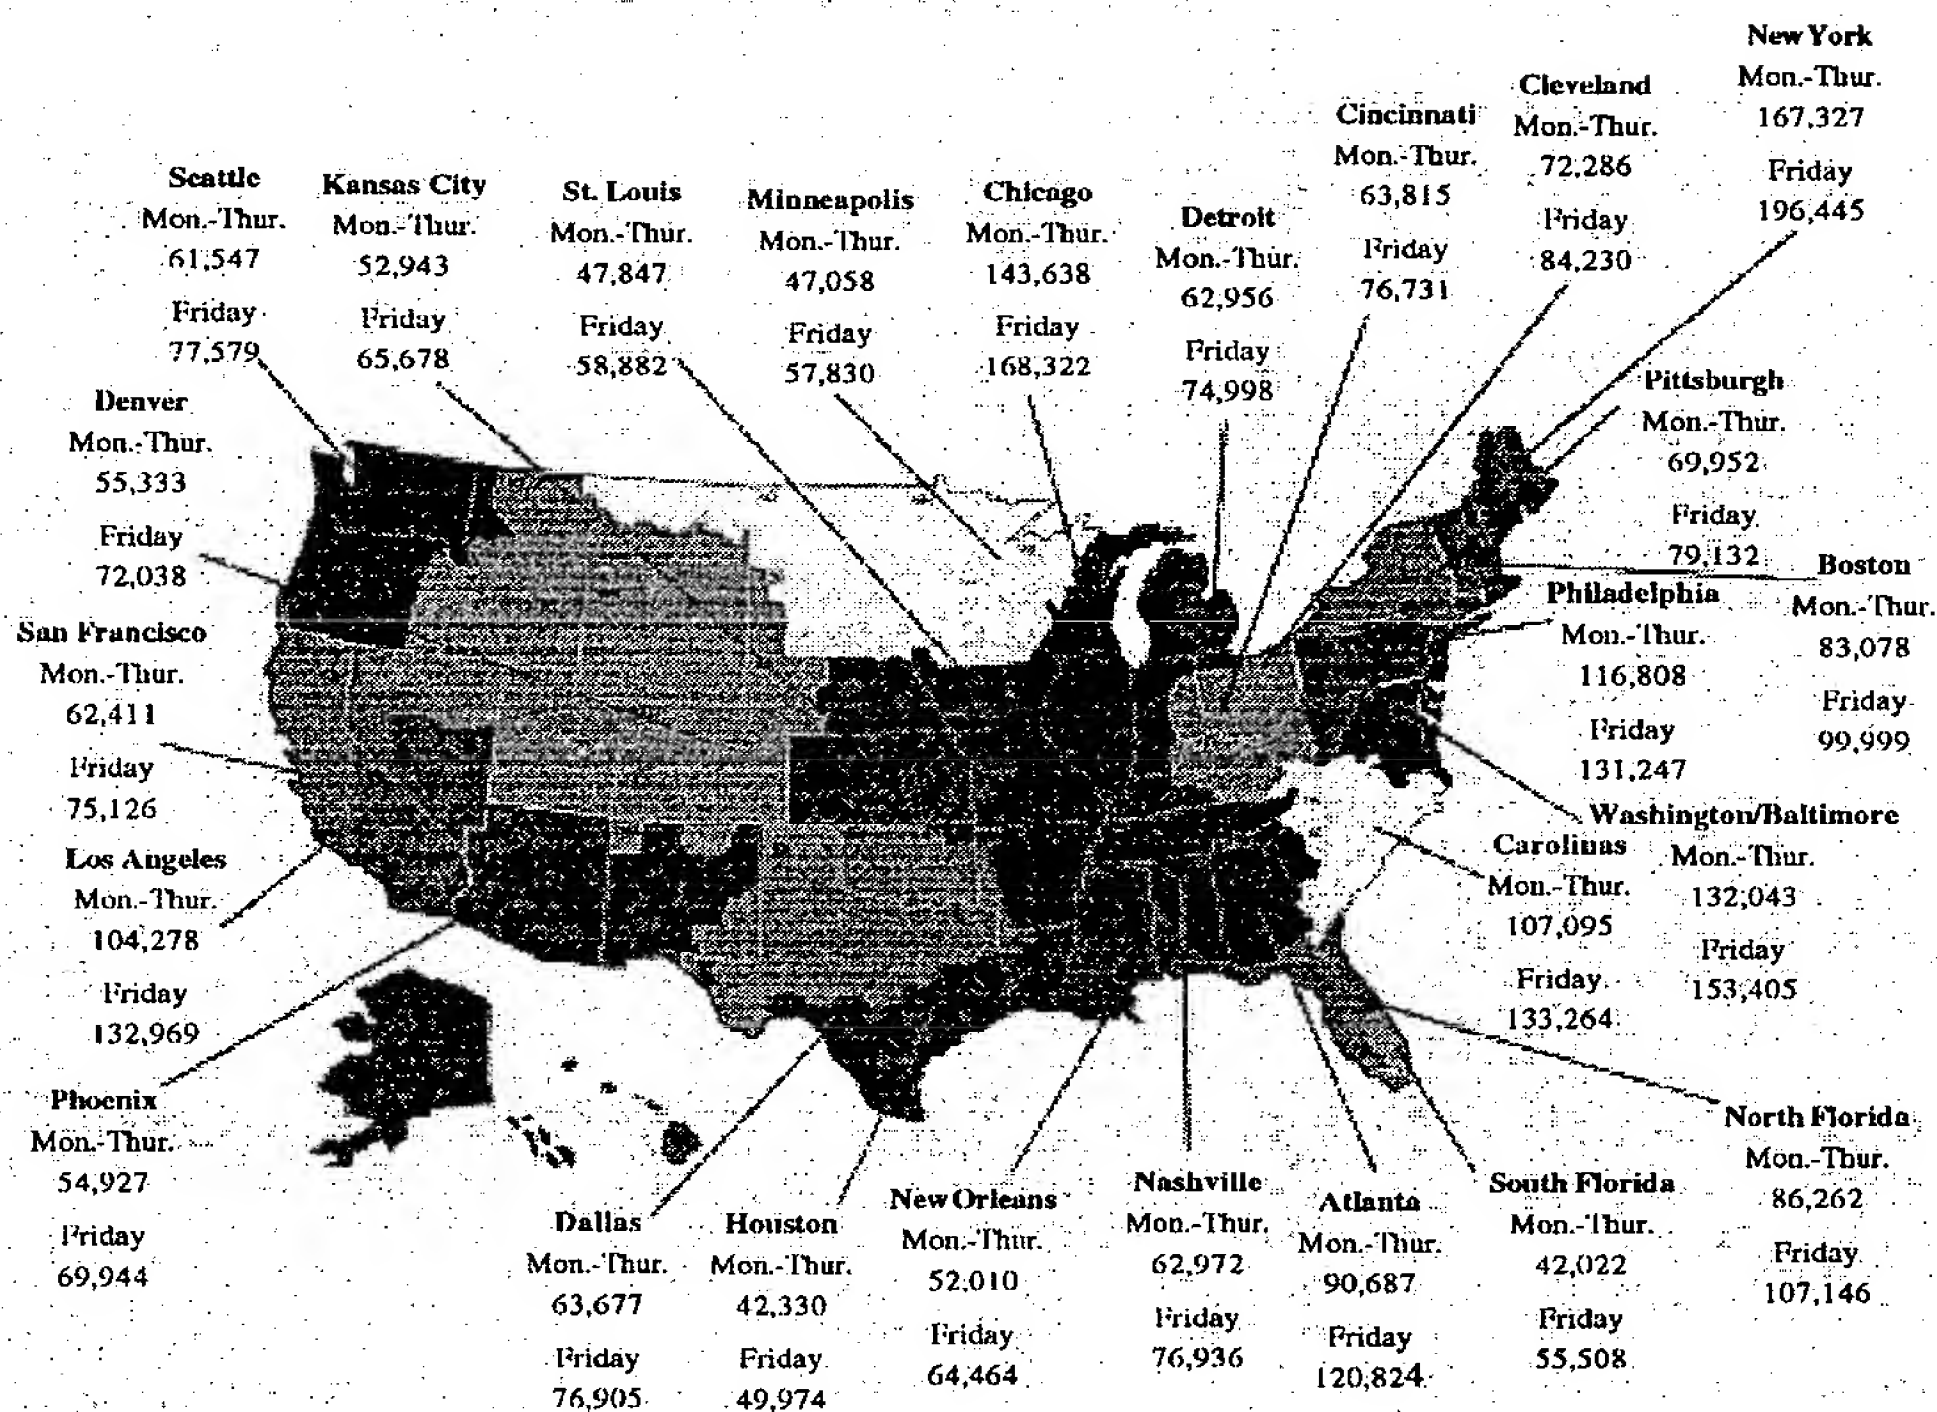 New York
Mon.-Thur.
167,327
Friday
196,445
Cleveland
Mon.-Thur.
72,286
Friday
84,230
Cincinnati
Mon.-Thur.
63,815
Friday
76,731
Seattle
Mon.-Thur.
61,547
Friday
77,579
Kansas City
Mon.-Thur.
52,943
Friday
65,678
St. Louis
Mon.-Thur.
47,847
Friday
58,882
Minneapolis
Mon.-Thur.
47,058
Friday
57,830
Chicago
Mon.-Thur.
143,638
Friday
168,322
Detroit
Mon.-Thur.
62,956
Friday
74,998
Denver
Mon.-Thur.
55,333
Friday
72,038
Pittsburgh
Mon.-Thur.
69,952
Friday
79,132
Boston
Mon.-Thur.
83,078
Friday
99,999
Philadelphia
Mon.-Thur.
116,808
Friday
131,247
San Francisco
Mon.-Thur.
62,411
Friday
75,126
Washington/Baltimore
Mon.-Thur.
132,043
Friday
153,405
Carolinas
Mon.-Thur.
107,095
Friday
133,264
Los Angeles
Mon.-Thur.
104,278
Friday
132,969
Phoenix
Mon.-Thur.
54,927
Friday
69,944
Dallas
Mon.-Thur.
63,677
Friday
76,905
Houston
Mon.-Thur.
42,330
Friday
49,974
New Orleans
Mon.-Thur.
52,010
Friday
64,464
Nashville
Mon.-Thur.
62,972
Friday
76,936
Atlanta
Mon.-Thur.
90,687
Friday
120,824
South Florida
Mon.-Thur.
42,022
Friday
55,508
North Florida
Mon.-Thur.
86,262
Friday
107,146